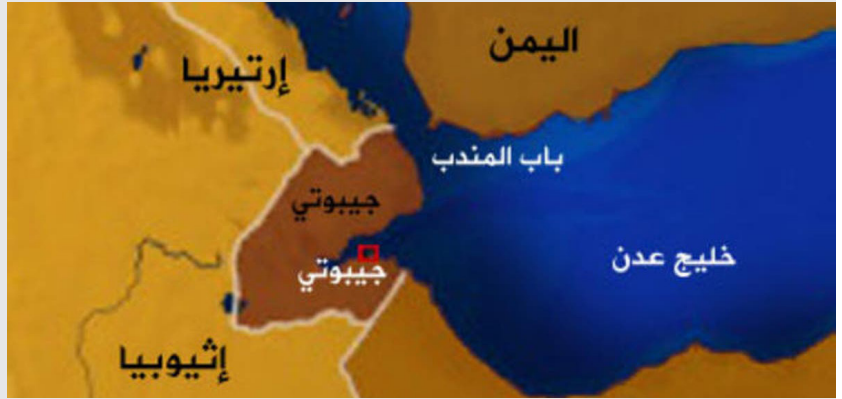 اليمن
إرتيريا
باب المندب
جيبوتي
خليج عدن
جيبوتي
إثيوبيا